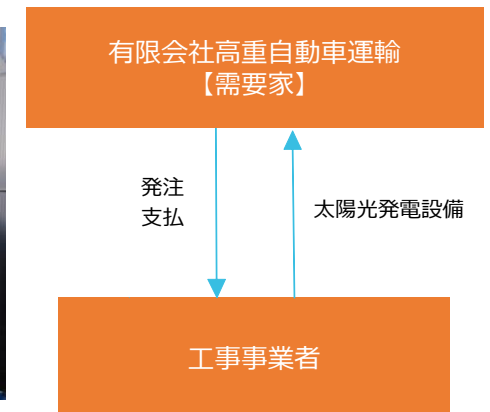 有限会社高重自動車運輸
【需要家】
発注
支払
太陽光発電設備
工事事業者